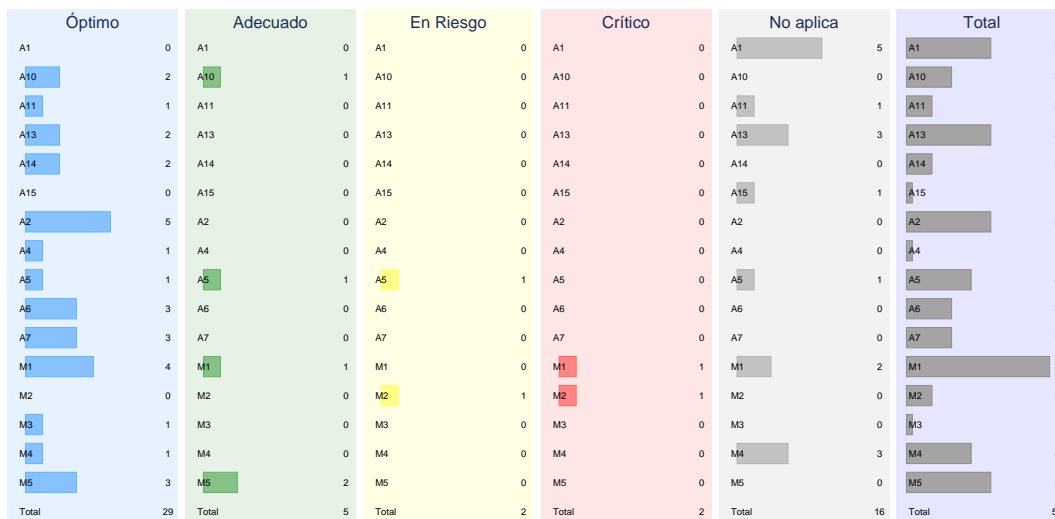 Óptimo Adecuado En Riesgo Crítico No aplica Total
A1 0 A1 0 A1 0 A1 0 A1 5 A1
A10 2 A10 1 A10 0 A10 0 A10 0 A10
A11 1 A11 0 A11 0 A11 0 A11 1 A11
A13 2 A13 0 A13 0 A13 0 A13 3 A13
A14 2 A14 0 A14 0 A14 0 A14 0 A14
A15 0 A15 0 A15 0 A15 0 A15 1 A15
A2 5 A2 0 A2 0 A2 0 A2 0 A2
A4 1 A4 0 A4 0 A4 0 A4 0 A4
A5 1 A5 1 A5 1 A5 0 A5 1 A5
A6 3 A6 0 A6 0 A6 0 A6 0 A6
A7 3 A7 0 A7 0 A7 0 A7 0 A7
M1 4 M1 1 M1 0 M1 1 M1 2 M1
M2 0 M2 0 M2 1 M2 1 M2 0 M2
M3 1 M3 0 M3 0 M3 0 M3 0 M3
M4 1 M4 0 M4 0 M4 0 M4 3 M4
M5 3 M5 2 M5 0 M5 0 M5 0 M5
Total 29 Total 5 Total 2 Total 2 Total 16 Total